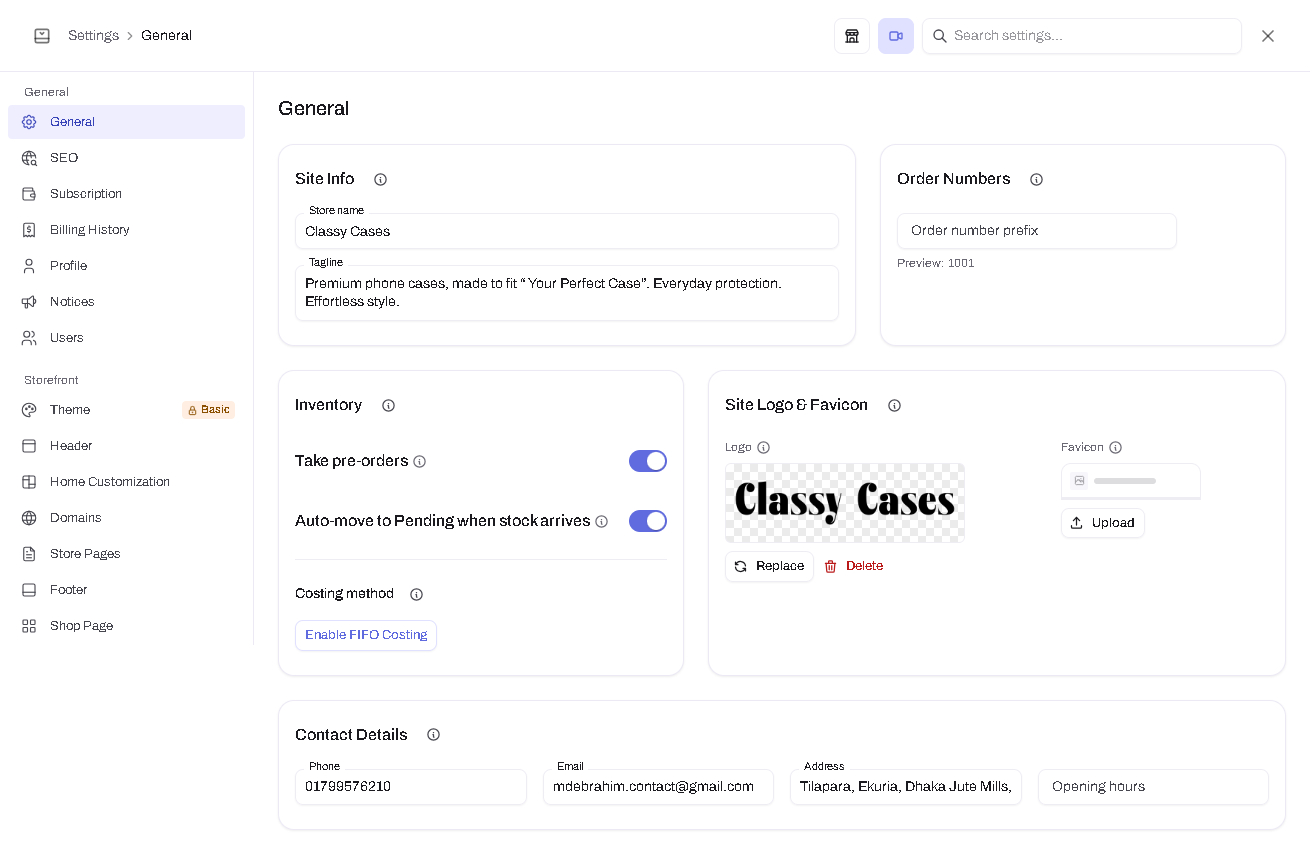 Settings > General
Search settings...
General
General
SEO
Subscription
Billing History
Profile
Notices
Users
Storefront
Theme
Basic
Header
Home Customization
Domains
Store Pages
Footer
Shop Page
General
Site Info
Store name
Classy Cases
Tagline
Premium phone cases, made to fit “ Your Perfect Case”. Everyday protection.
Effortless style.
Order Numbers
Order number prefix
Preview: 1001
Inventory
Take pre-orders
Auto-move to Pending when stock arrives
Costing method
Enable FIFO Costing
Site Logo & Favicon
Logo
Classy Cases
Replace
Delete
Favicon
Upload
Contact Details
Phone
01799576210
Email
mdebrahim.contact@gmail.com
Address
Tilapara, Ekuria, Dhaka Jute Mills,
Opening hours